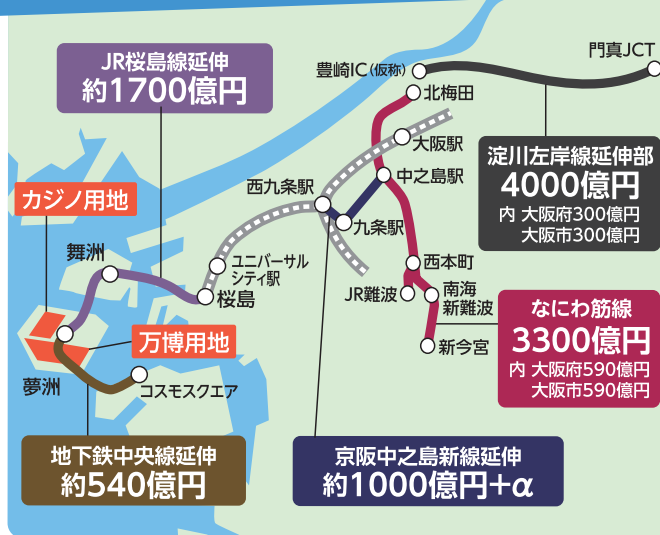 JR桜島線延伸
約1700億円
豊崎IC(仮称)
門真JCT
北梅田
大阪駅
淀川左岸線延伸部
4000億円
内 大阪府300億円
大阪市300億円
中之島駅
西九条駅
九条駅
カジノ用地
舞洲
ユニバーサル
シティ駅
桜島
西本町
JR難波
南海
新難波
新今宮
なにわ筋線
3300億円
内 大阪府590億円
大阪市590億円
万博用地
夢洲
コスモスクエア
地下鉄中央線延伸
約540億円
京阪中之島新線延伸
約1000億円+α